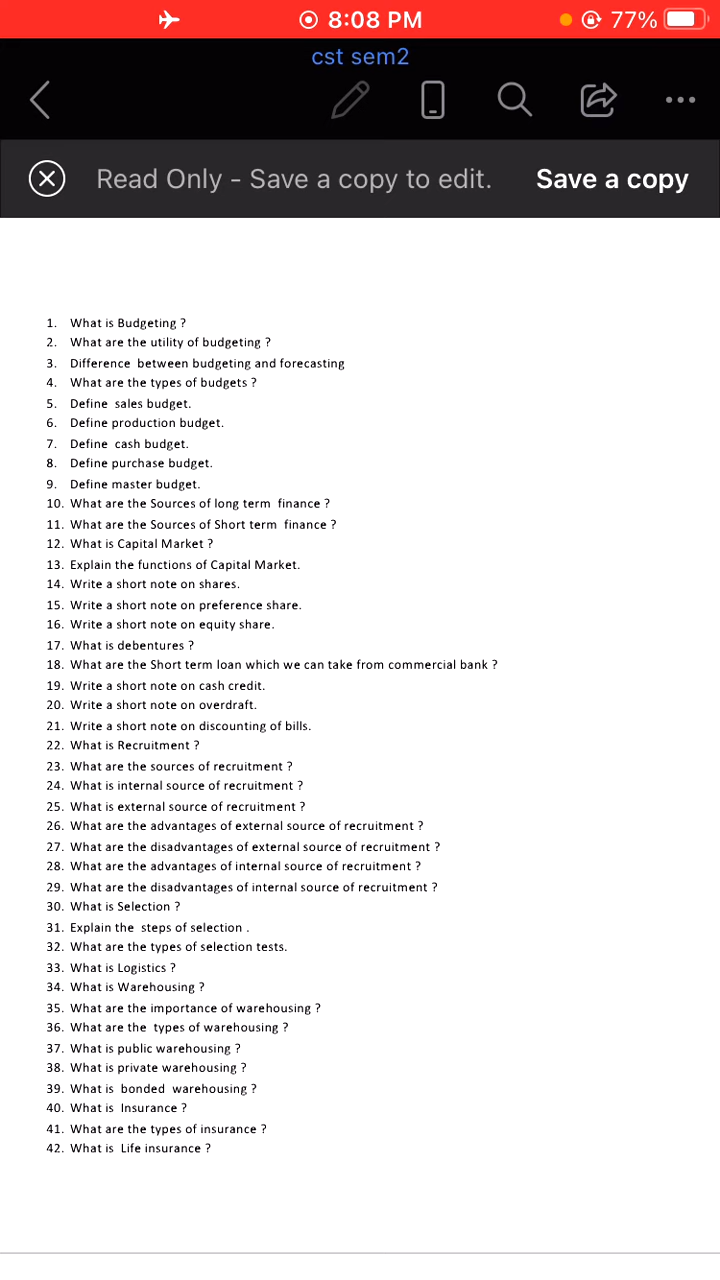 8:08 PM
77%
cst sem2
Read Only - Save a copy to edit.
Save a copy
1. What is Budgeting ?
2. What are the utility of budgeting ?
3. Difference between budgeting and forecasting
4. What are the types of budgets ?
5. Define sales budget.
6. Define production budget.
7. Define cash budget.
8. Define purchase budget.
9. Define master budget.
10. What are the Sources of long term finance ?
11. What are the Sources of Short term finance ?
12. What is Capital Market ?
13. Explain the functions of Capital Market.
14. Write a short note on shares.
15. Write a short note on preference share.
16. Write a short note on equity share.
17. What is debentures ?
18. What are the Short term loan which we can take from commercial bank ?
19. Write a short note on cash credit.
20. Write a short note on overdraft.
21. Write a short note on discounting of bills.
22. What is Recruitment ?
23. What are the sources of recruitment ?
24. What is internal source of recruitment ?
25. What is external source of recruitment ?
26. What are the advantages of external source of recruitment ?
27. What are the disadvantages of external source of recruitment ?
28. What are the advantages of internal source of recruitment ?
29. What are the disadvantages of internal source of recruitment ?
30. What is Selection ?
31. Explain the steps of selection .
32. What are the types of selection tests.
33. What is Logistics ?
34. What is Warehousing ?
35. What are the importance of warehousing ?
36. What are the types of warehousing ?
37. What is public warehousing ?
38. What is private warehousing ?
39. What is bonded warehousing ?
40. What is Insurance ?
41. What are the types of insurance ?
42. What is Life insurance ?